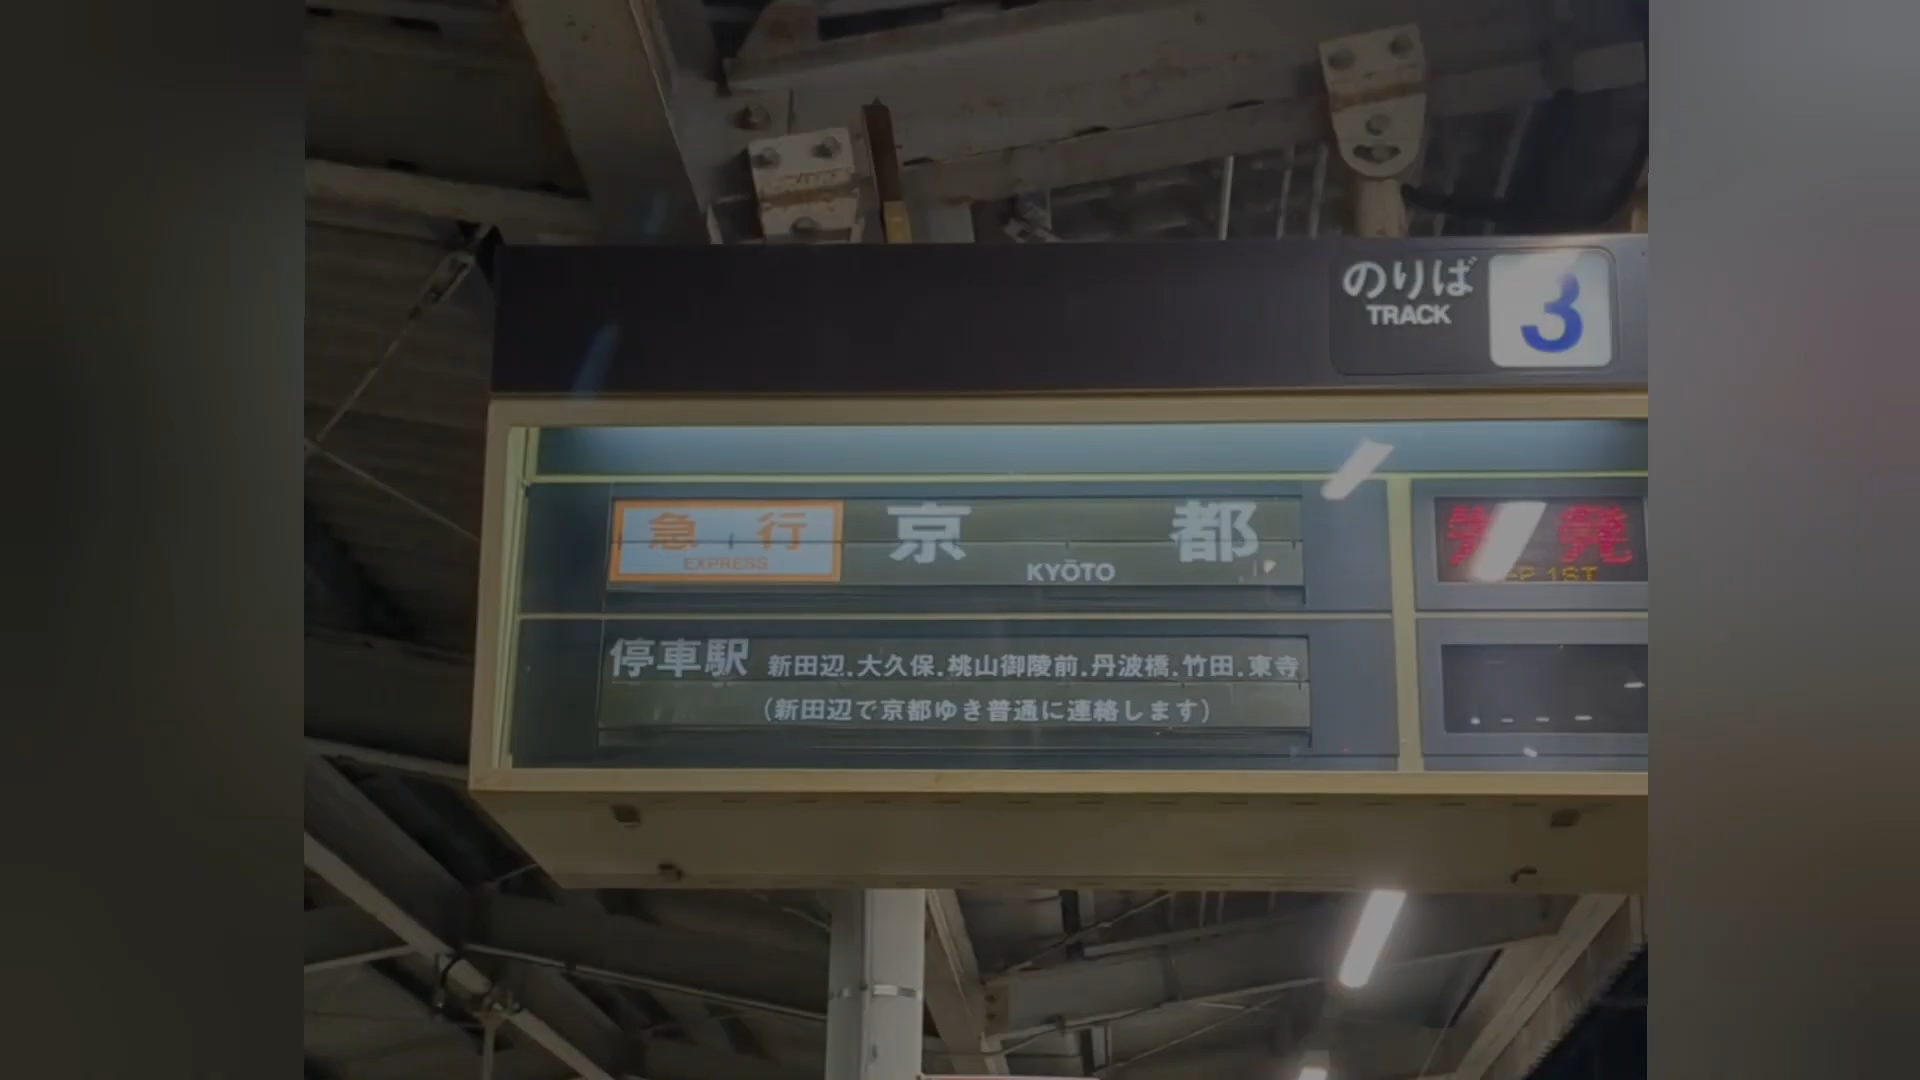 のりば
TRACK
3
急行
EXPRESS
京都
KYŌTO
先発
1ST
停車駅 新田辺.大久保.桃山御陵前.丹波橋.竹田.東寺
(新田辺で京都ゆき普通に連絡します)